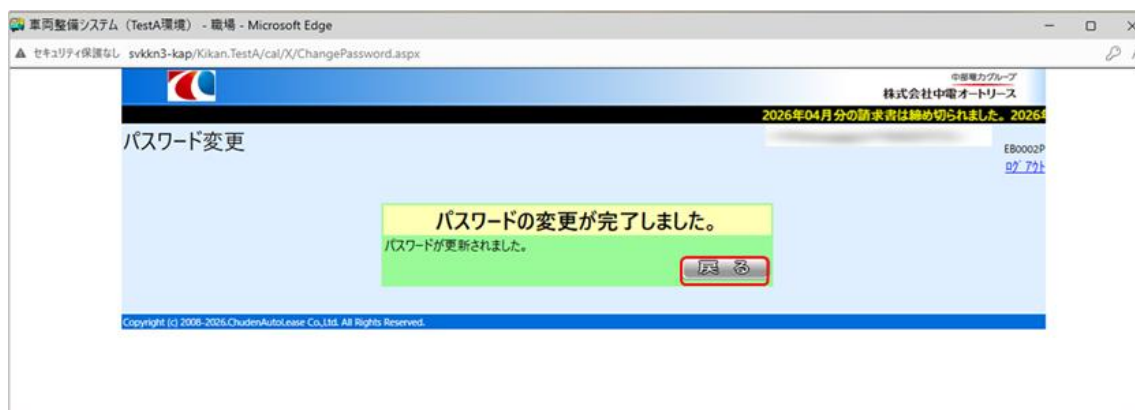 車両整備システム（TestA環境） - 職場 - Microsoft Edge
セキュリティ保護なし svkkn3-kap/Kikan.TestA/cal/X/ChangePassword.aspx
中部電力グループ
株式会社中電オートリース
2026年04月分の請求書は締め切られました。2026年
パスワード変更
EB0002P
ﾛｸﾞｱｳﾄ
パスワードの変更が完了しました。
パスワードが更新されました。
戻 る
Copyright (c) 2008-2026.ChudenAutoLease Co.,Ltd. All Rights Reserved.